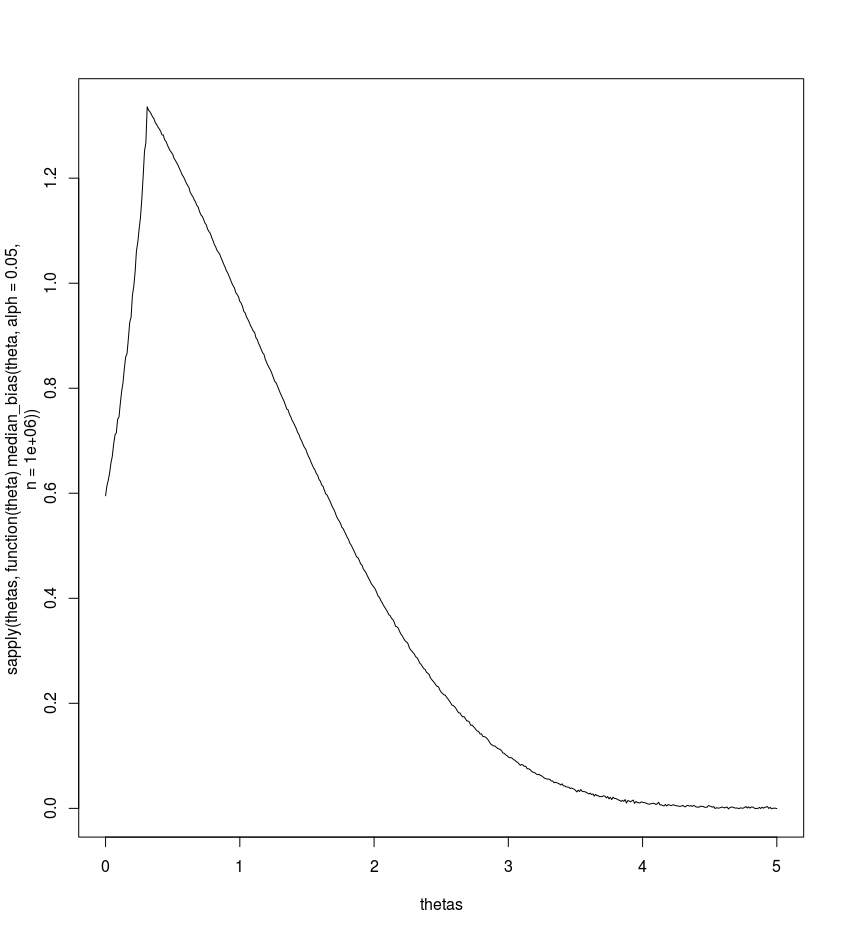 sapply(thetas, function(theta) median_bias(theta, alph = 0.05,
n = 1e+06))
1.2
1.0
0.8
0.6
0.4
0.2
0.0
0 1 2 3 4 5
thetas